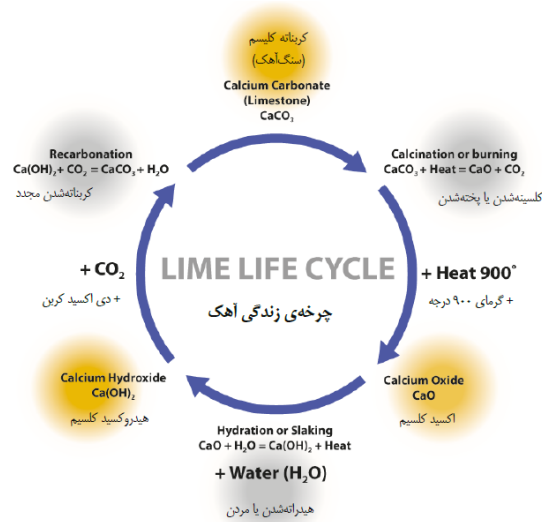 کربناته کلیسم
(سنگ‌آهک)
Calcium Carbonate
(Limestone)
CaCO₃
Recarbonation
Ca(OH)₂+ CO₂ = CaCO₃ + H₂O
کربناته‌شدن مجدد
Calcination or burning
CaCO₃ + Heat = CaO + CO₂
کلسینه‌شدن یا پخته‌شدن
+ CO₂
+ دی اکسید کربن
LIME LIFE CYCLE
چرخه‌ی زندگی آهک
+ Heat 900°
+ گرمای ۹۰۰ درجه
Calcium Hydroxide
Ca(OH)₂
هیدروکسید کلسیم
Calcium Oxide
CaO
اکسید کلسیم
Hydration or Slaking
CaO + H₂O = Ca(OH)₂ + Heat
+ Water (H₂O)
هیدراته‌شدن یا مردن